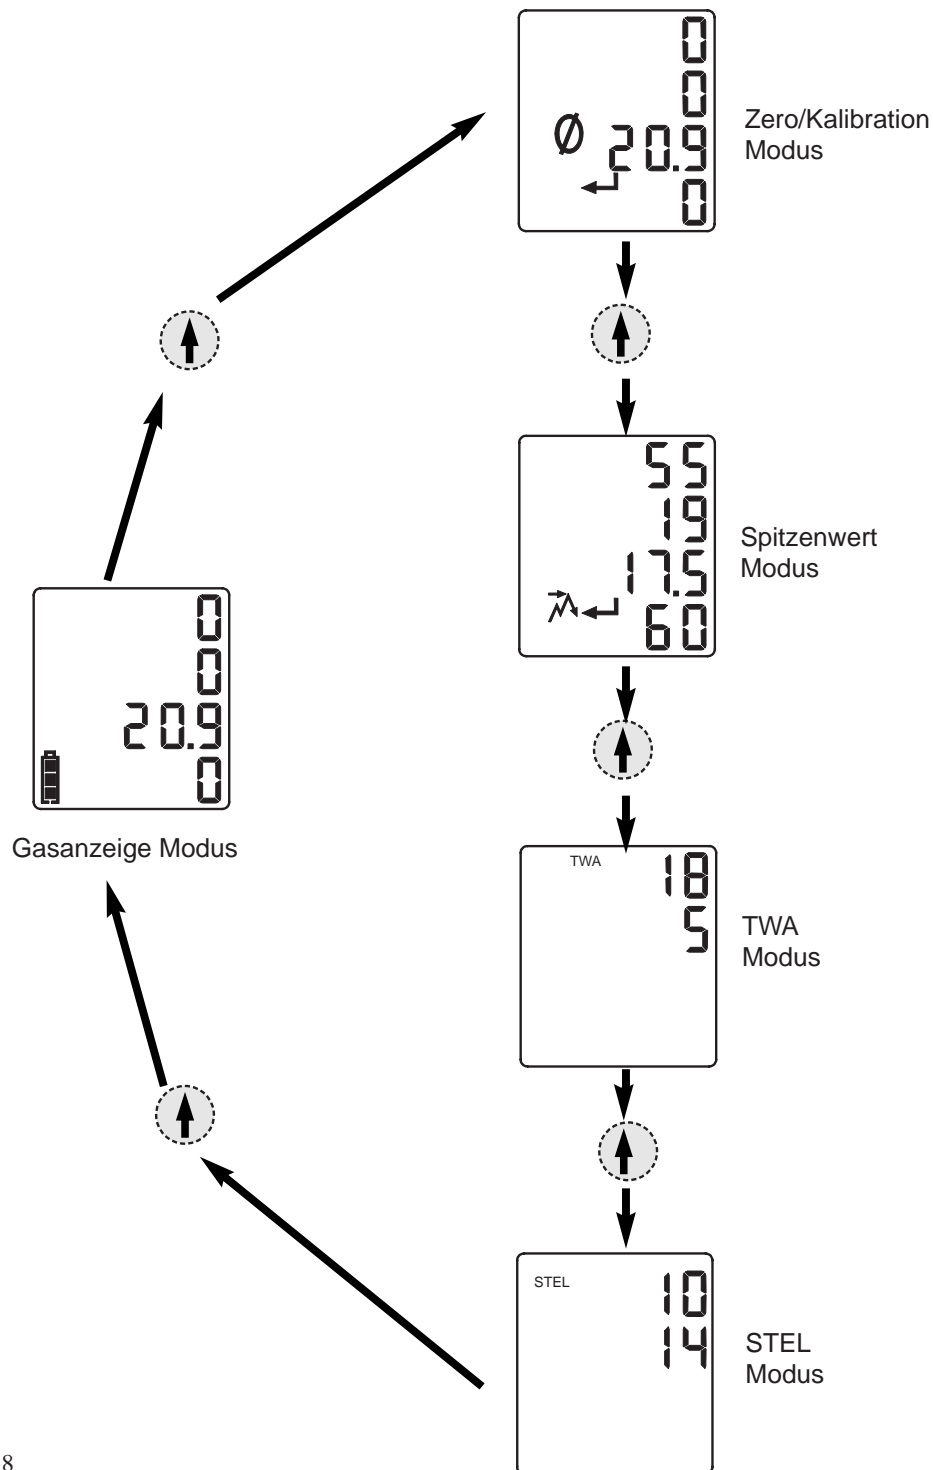 0
0
Ø 20.9
0
Zero/Kalibration
Modus
55
19
17.5
60
Spitzenwert
Modus
0
0
20.9
0
Gasanzeige Modus
TWA 18
5
TWA
Modus
STEL 10
14
STEL
Modus
8